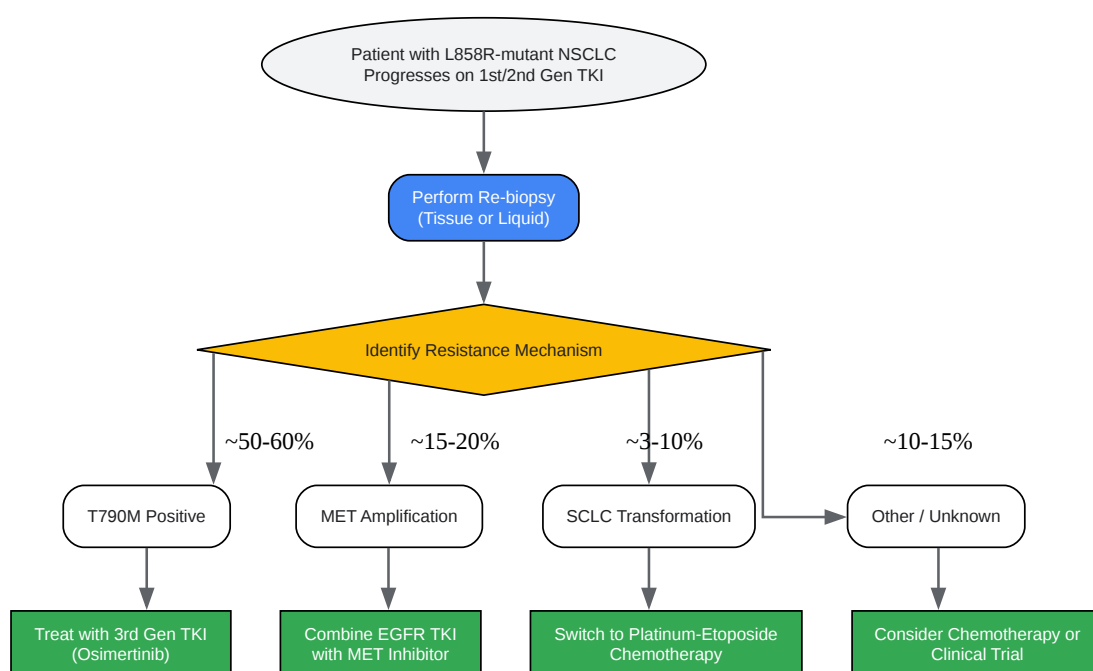 Patient with L858R-mutant NSCLC
Progresses on 1st/2nd Gen TKI
Perform Re-biopsy
(Tissue or Liquid)
Identify Resistance Mechanism
~50-60%
~15-20%
~3-10%
~10-15%
T790M Positive
MET Amplification
SCLC Transformation
Other / Unknown
Treat with 3rd Gen TKI
(Osimertinib)
Combine EGFR TKI
with MET Inhibitor
Switch to Platinum-Etoposide
Chemotherapy
Consider Chemotherapy or
Clinical Trial